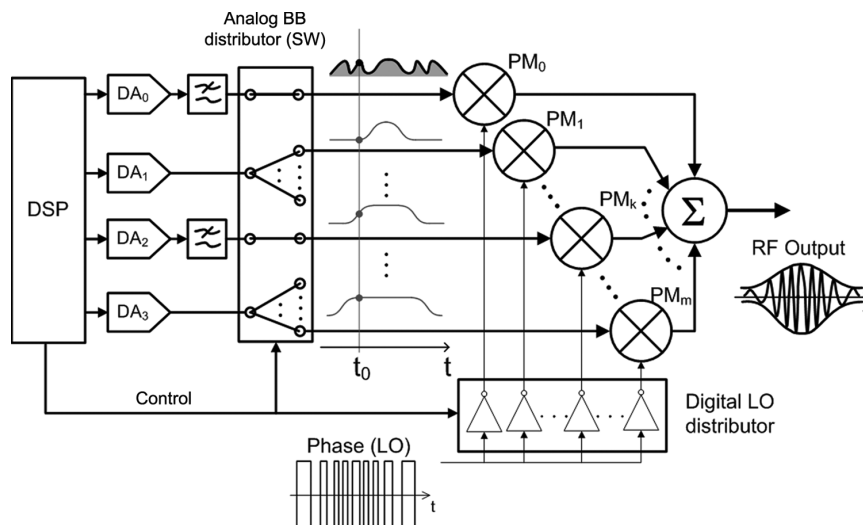 Analog BB
distributor (SW)
DSP
DA0
DA1
DA2
DA3
PM0
PM1
PMk
PMm
Σ
RF Output
t0
t
Control
Digital LO
distributor
Phase (LO)
t